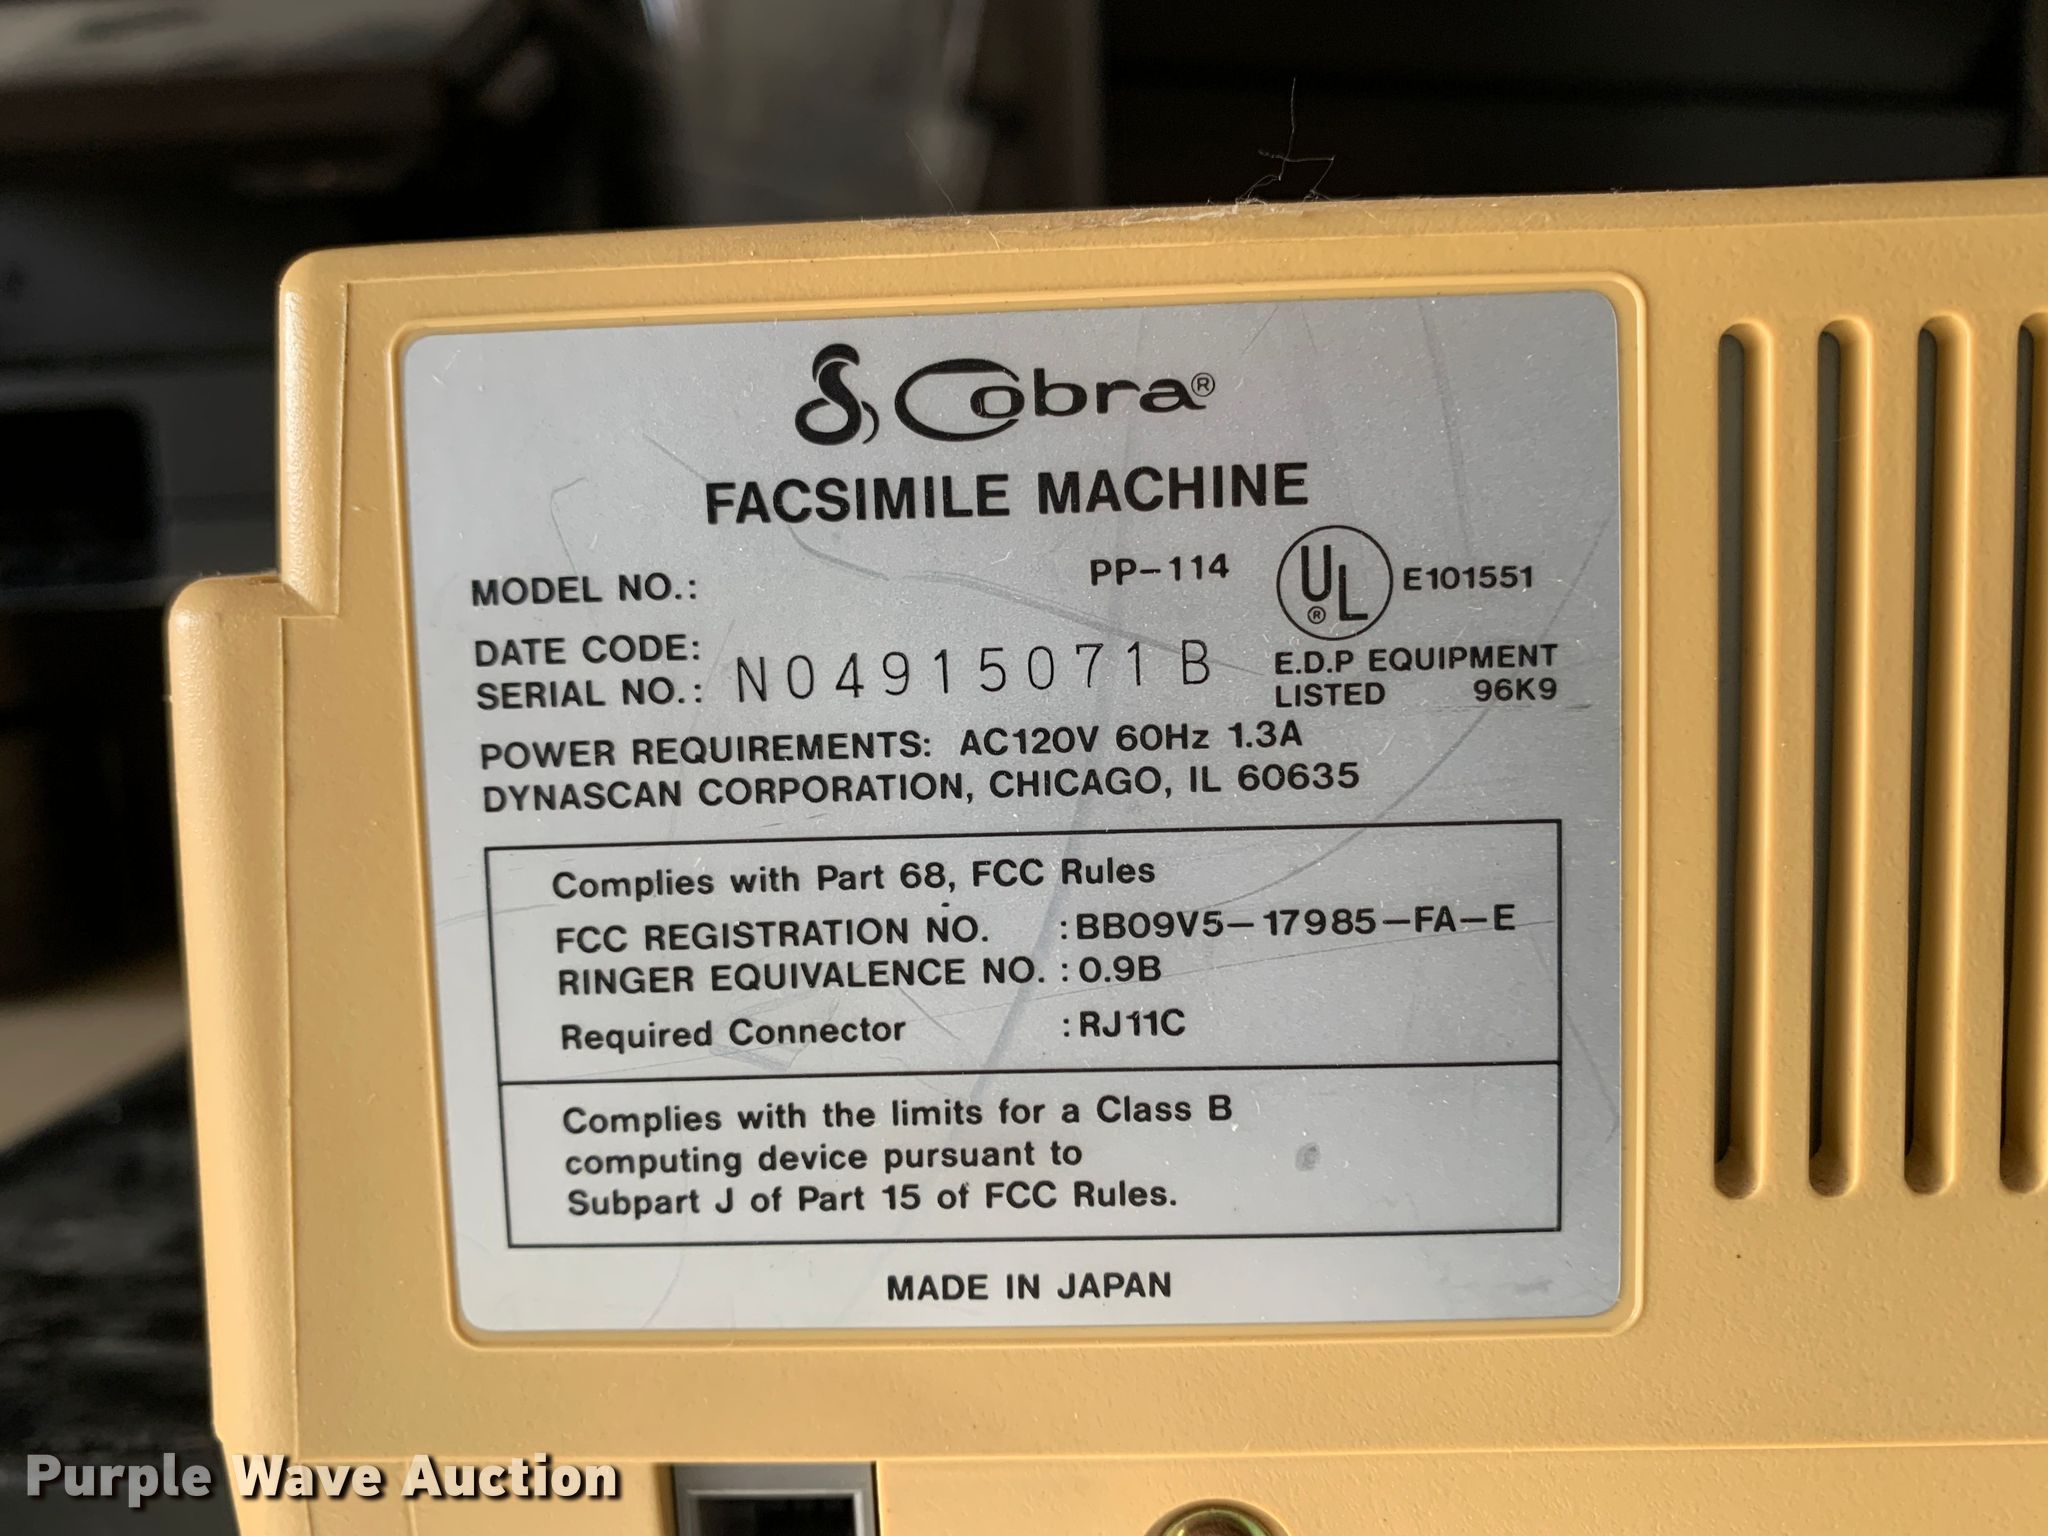 Cobra®
FACSIMILE MACHINE
MODEL NO.: PP-114
UL® E101551
DATE CODE:
SERIAL NO.: N04915071B
E.D.P EQUIPMENT
LISTED 96K9
POWER REQUIREMENTS: AC120V 60Hz 1.3A
DYNASCAN CORPORATION, CHICAGO, IL 60635
Complies with Part 68, FCC Rules
FCC REGISTRATION NO. :BB09V5-17985-FA-E
RINGER EQUIVALENCE NO. :0.9B
Required Connector :RJ11C
Complies with the limits for a Class B
computing device pursuant to
Subpart J of Part 15 of FCC Rules.
MADE IN JAPAN
Purple Wave Auction